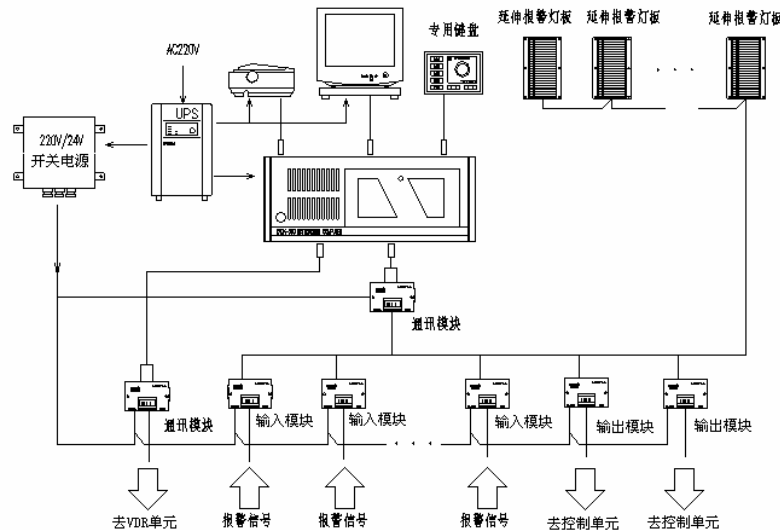 延伸报警灯板
延伸报警灯板
延伸报警灯板
专用键盘
AC220V
UPS
220V/24V
开关电源
通讯模块
通讯模块
输入模块
输入模块
输入模块
输出模块
输出模块
去VDR单元
报警信号
报警信号
报警信号
去控制单元
去控制单元